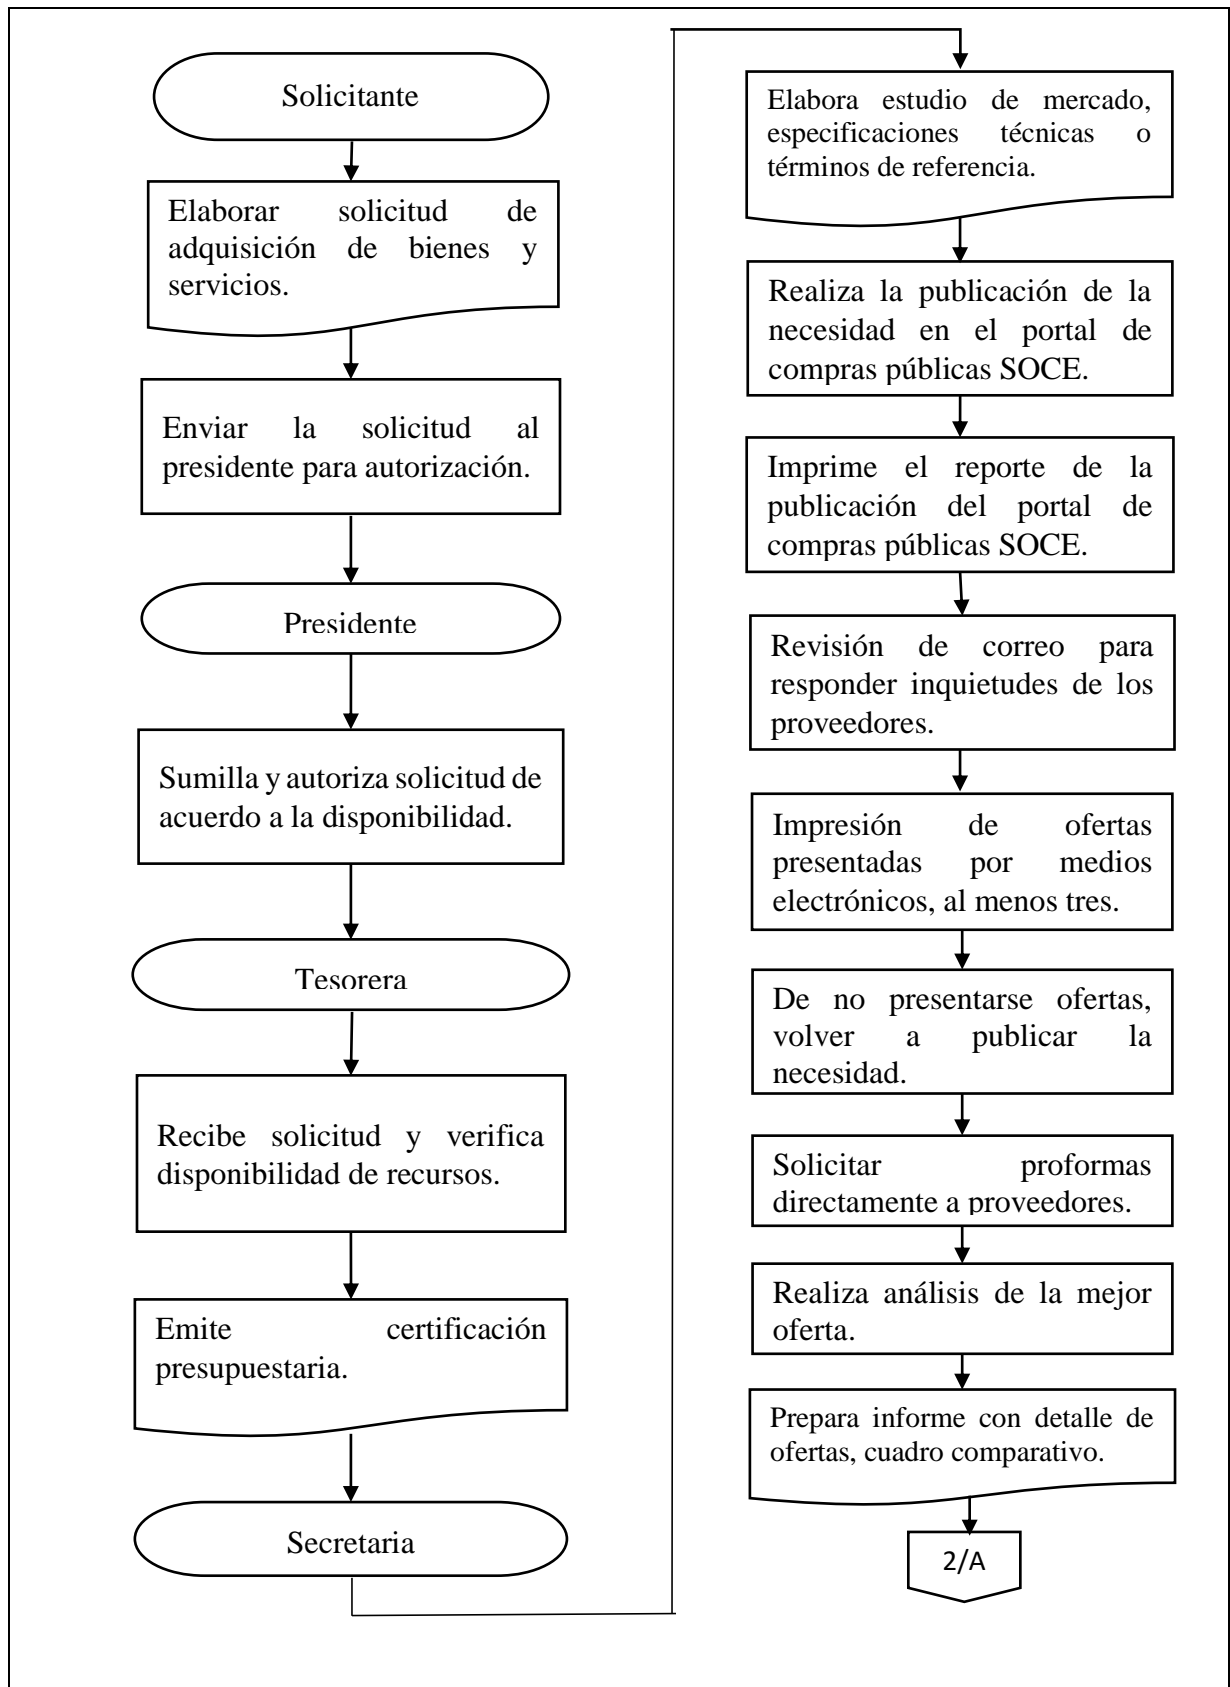 Solicitante
Elaborar solicitud de
adquisición de bienes y
servicios.
Enviar la solicitud al
presidente para autorización.
Presidente
Sumilla y autoriza solicitud de
acuerdo a la disponibilidad.
Tesorera
Recibe solicitud y verifica
disponibilidad de recursos.
Emite certificación
presupuestaria.
Secretaria
Elabora estudio de mercado,
especificaciones técnicas o
términos de referencia.
Realiza la publicación de la
necesidad en el portal de
compras públicas SOCE.
Imprime el reporte de la
publicación del portal de
compras públicas SOCE.
Revisión de correo para
responder inquietudes de los
proveedores.
Impresión de ofertas
presentadas por medios
electrónicos, al menos tres.
De no presentarse ofertas,
volver a publicar la
necesidad.
Solicitar proformas
directamente a proveedores.
Realiza análisis de la mejor
oferta.
Prepara informe con detalle de
ofertas, cuadro comparativo.
2/A